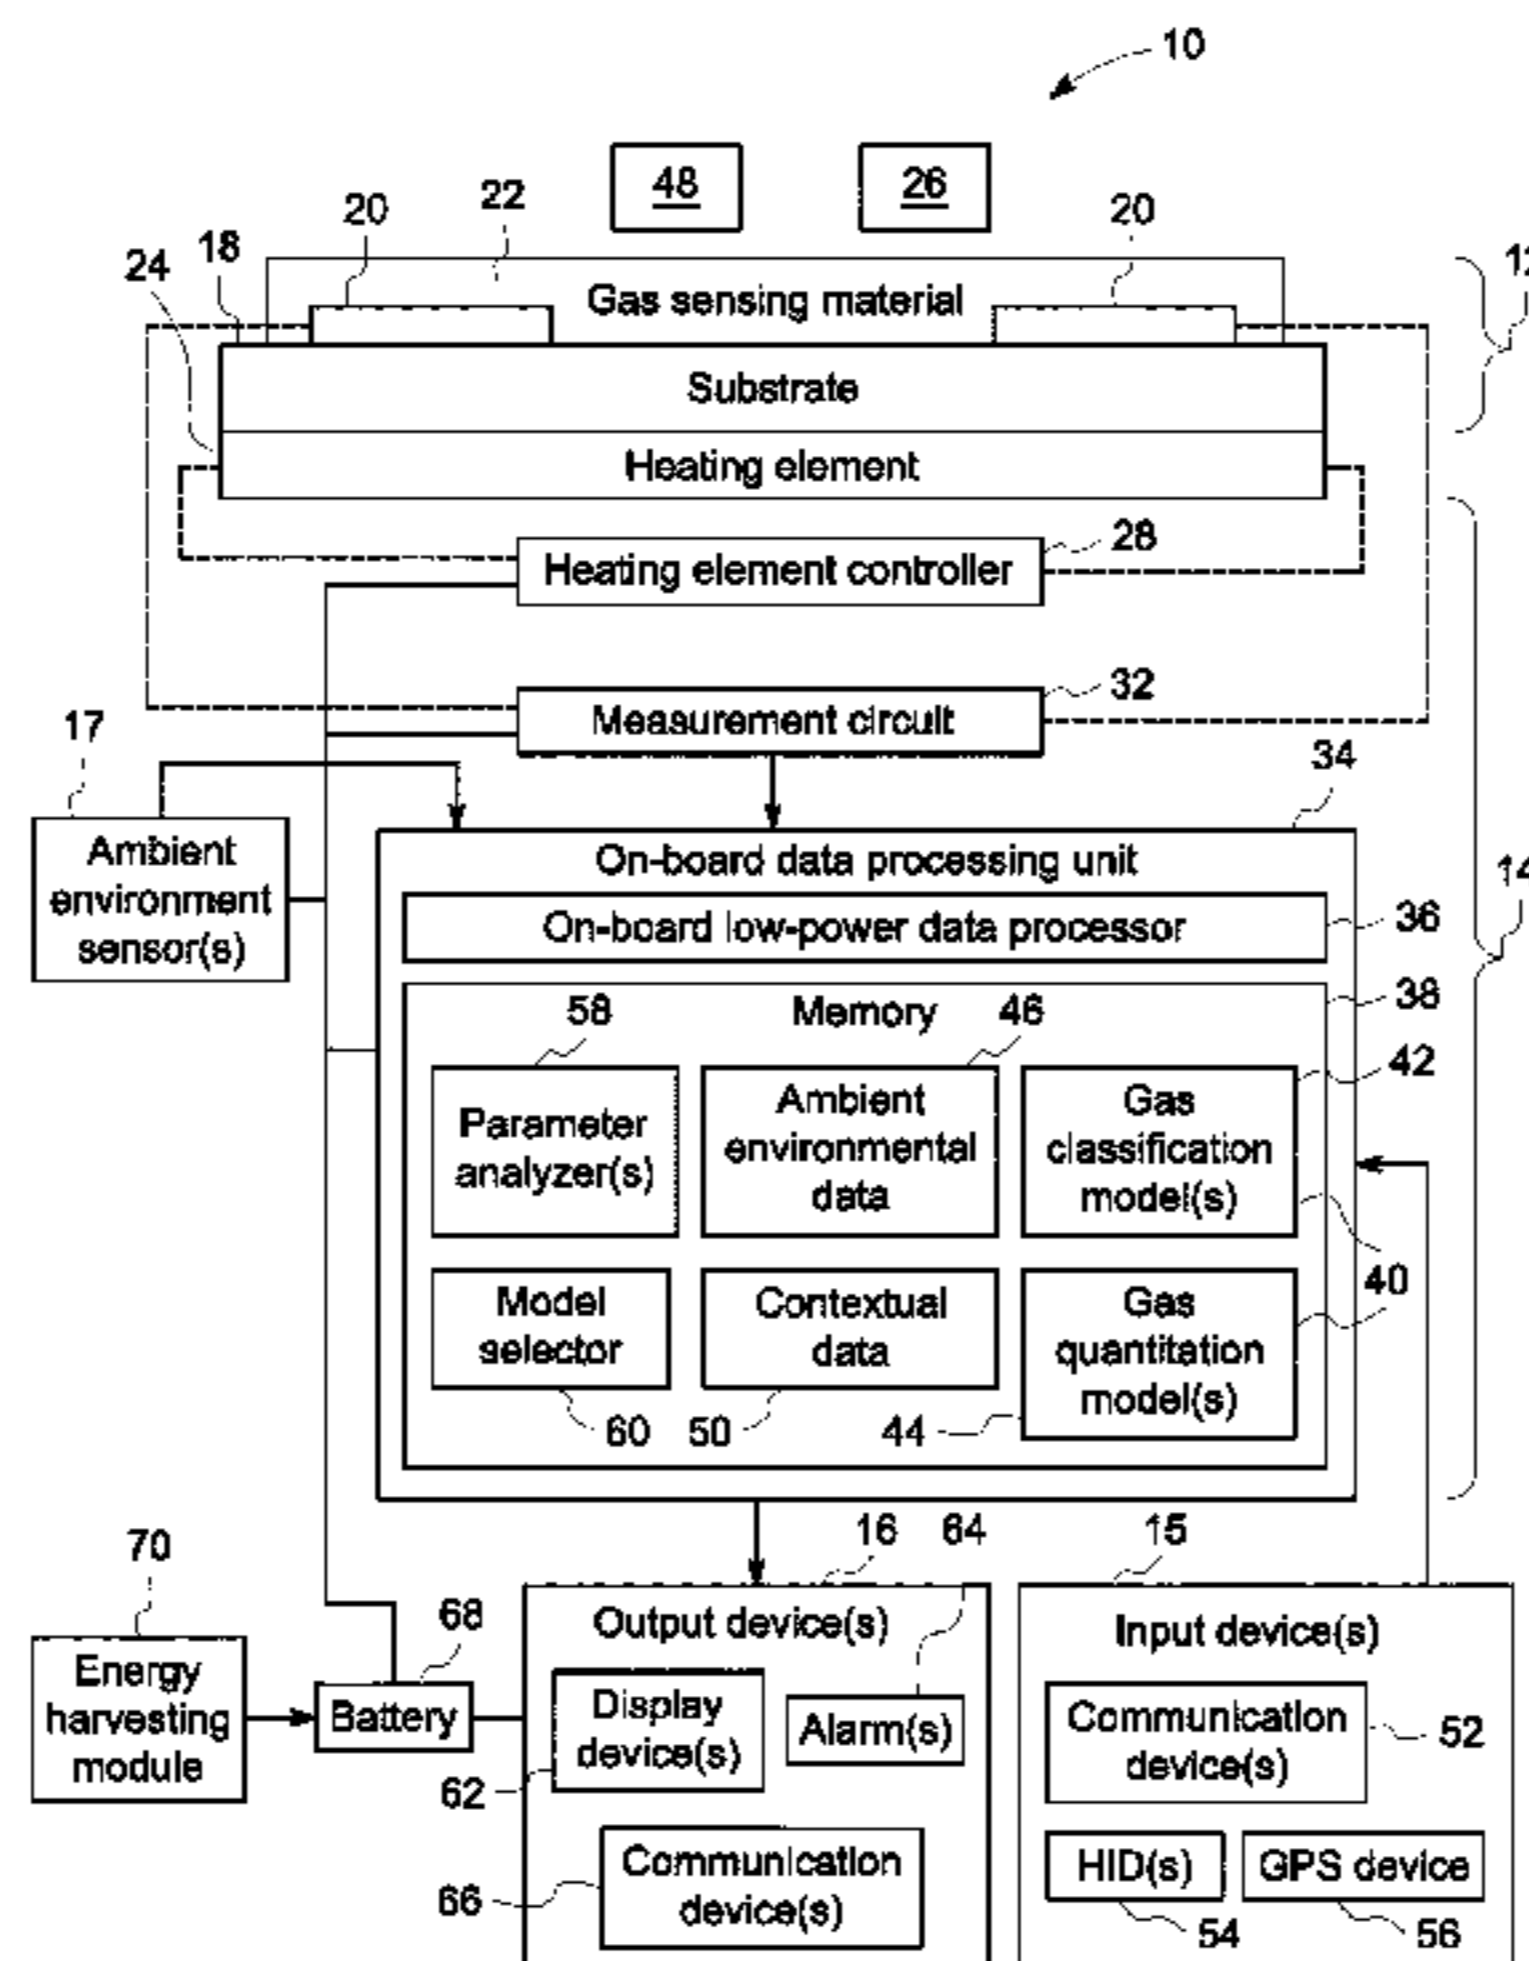 10
48
26
20
22
20
18
24
12
Gas sensing material
Substrate
Heating element
28
Heating element controller
32
Measurement circuit
17
34
Ambient
environment
sensor(s)
On-board data processing unit
14
On-board low-power data processor
36
38
58
Memory
46
42
Parameter
analyzer(s)
Ambient
environmental
data
Gas
classification
model(s)
40
Model
selector
Contextual
data
Gas
quantitation
model(s)
60
50
44
16
64
15
70
68
Energy
harvesting
module
Battery
Output device(s)
Display
device(s)
Alarm(s)
62
Communication
device(s)
66
Input device(s)
Communication
device(s)
52
HID(s)
GPS device
54
56